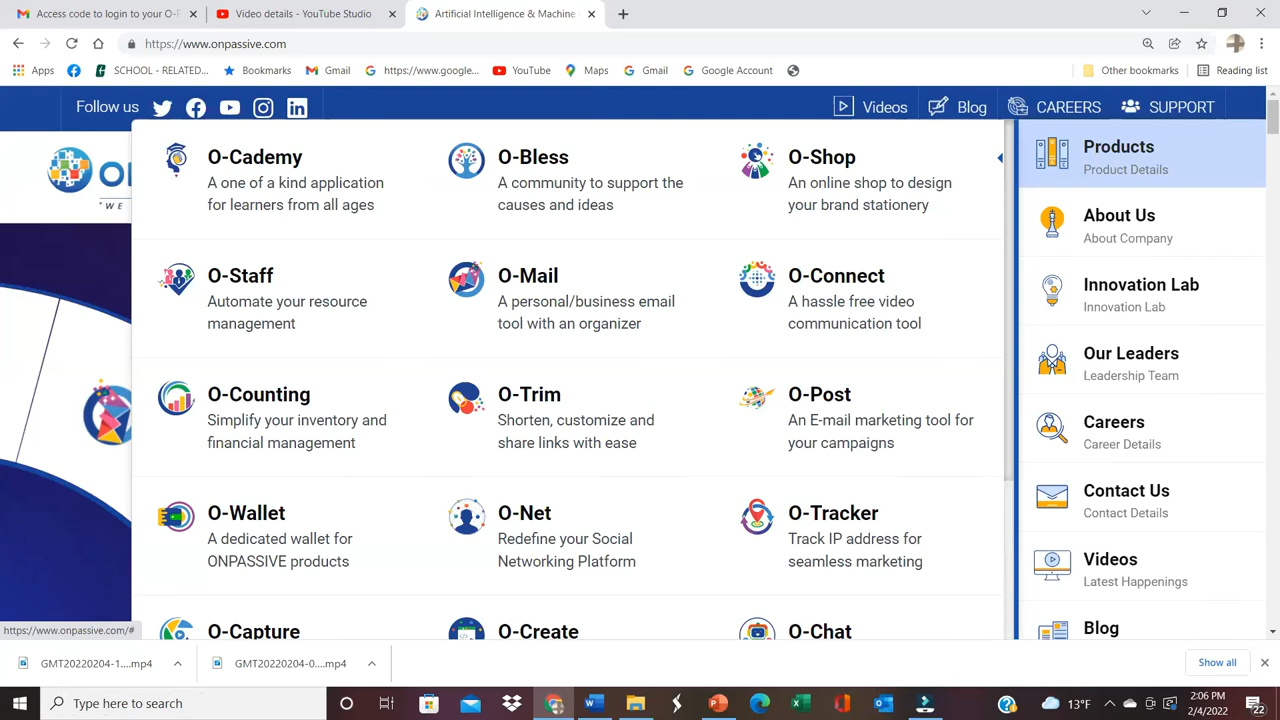 Access code to login to your O-F
Video details - YouTube Studio
Artificial Intelligence & Machine
https://www.onpassive.com
Apps
SCHOOL - RELATED...
Bookmarks
Gmail
https://www.google...
YouTube
Maps
Gmail
Google Account
Other bookmarks
Reading list
Follow us
Videos
Blog
CAREERS
SUPPORT
"W E
O-Cademy
A one of a kind application
for learners from all ages
O-Bless
A community to support the
causes and ideas
O-Shop
An online shop to design
your brand stationery
O-Staff
Automate your resource
management
O-Mail
A personal/business email
tool with an organizer
O-Connect
A hassle free video
communication tool
O-Counting
Simplify your inventory and
financial management
O-Trim
Shorten, customize and
share links with ease
O-Post
An E-mail marketing tool for
your campaigns
O-Wallet
A dedicated wallet for
ONPASSIVE products
O-Net
Redefine your Social
Networking Platform
O-Tracker
Track IP address for
seamless marketing
O-Capture
O-Create
O-Chat
Products
Product Details
About Us
About Company
Innovation Lab
Innovation Lab
Our Leaders
Leadership Team
Careers
Career Details
Contact Us
Contact Details
Videos
Latest Happenings
Blog
https://www.onpassive.com/#
GMT20220204-1....mp4
GMT20220204-0....mp4
Show all
Type here to search
13°F
2:06 PM
2/4/2022
22